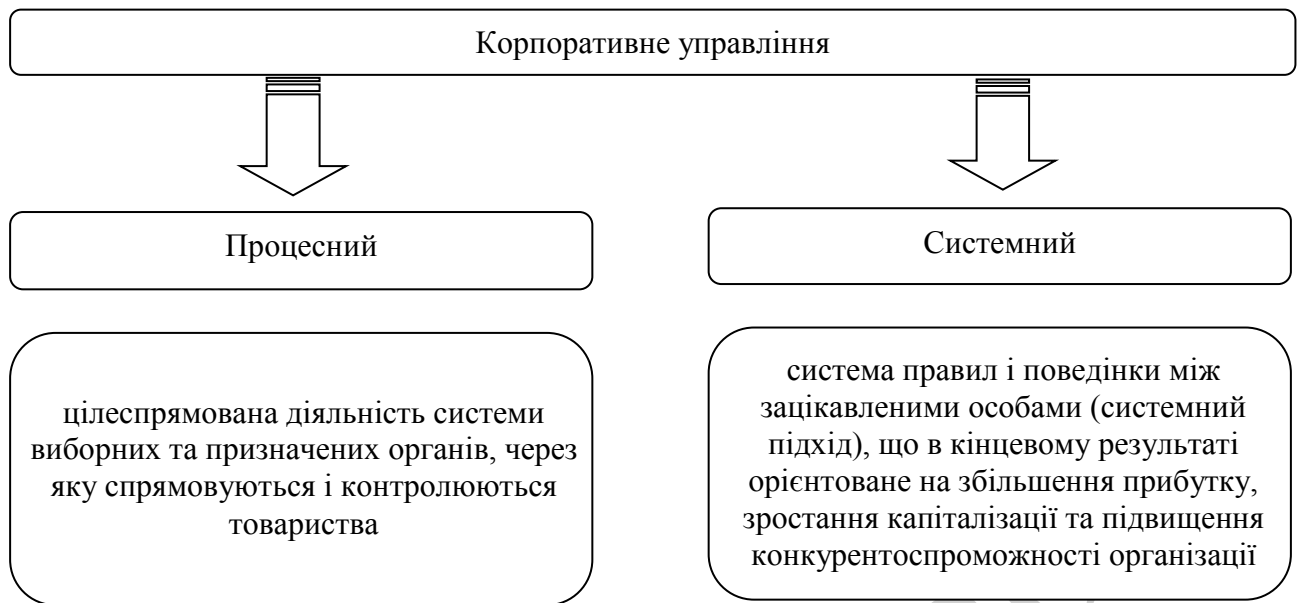 Корпоративне управління
Процесний
Системний
цілеспрямована діяльність системи
виборних та призначених органів, через
яку спрямовуються і контролюються
товариства
система правил і поведінки між
зацікавленими особами (системний
підхід), що в кінцевому результаті
орієнтоване на збільшення прибутку,
зростання капіталізації та підвищення
конкурентоспроможності організації